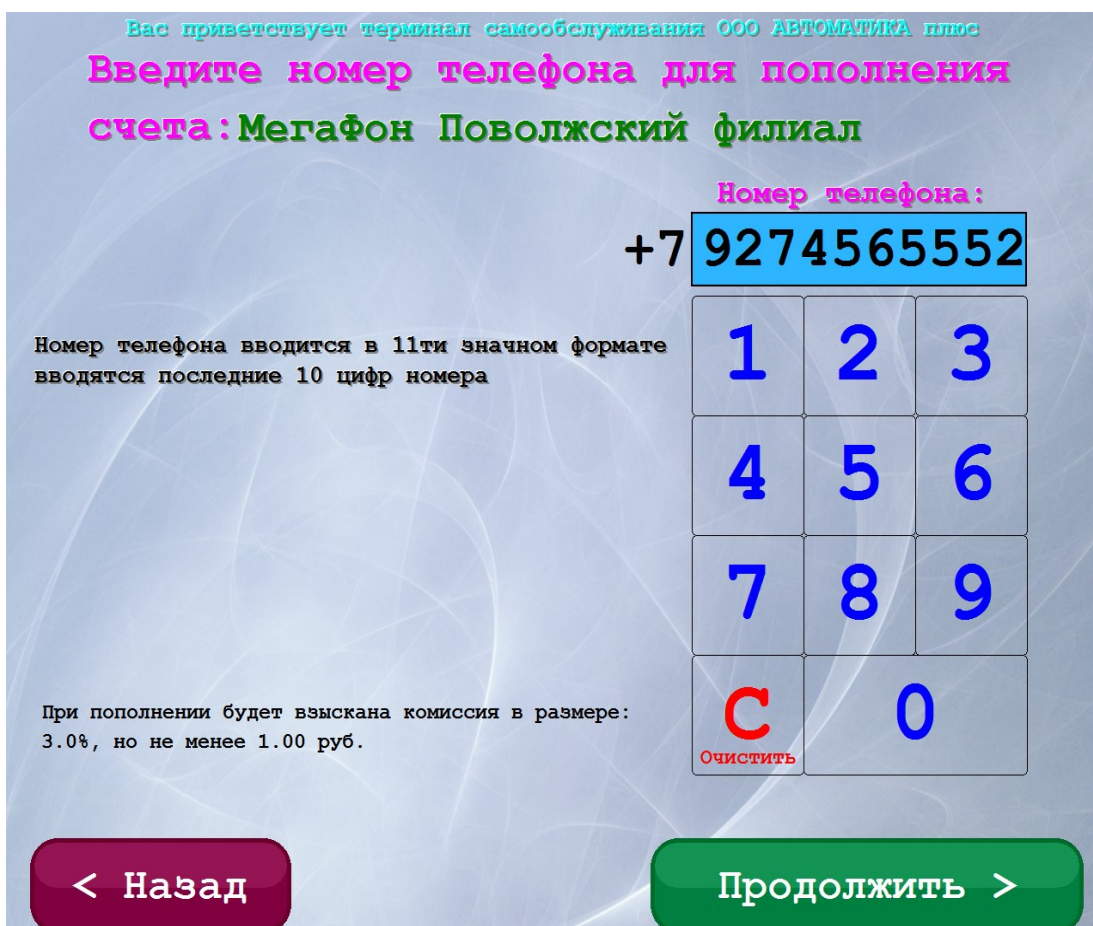 Вас приветствует терминал самообслуживания ООО АВТОМАТИКА плюс
Введите номер телефона для пополнения
счета:МегаФон Поволжский филиал
Номер телефона:
+7 9274565552
Номер телефона вводится в 11ти значном формате
вводятся последние 10 цифр номера
1 2 3
4 5 6
7 8 9
С 0
Очистить
При пополнении будет взыскана комиссия в размере:
3.0%, но не менее 1.00 руб.
< Назад
Продолжить >